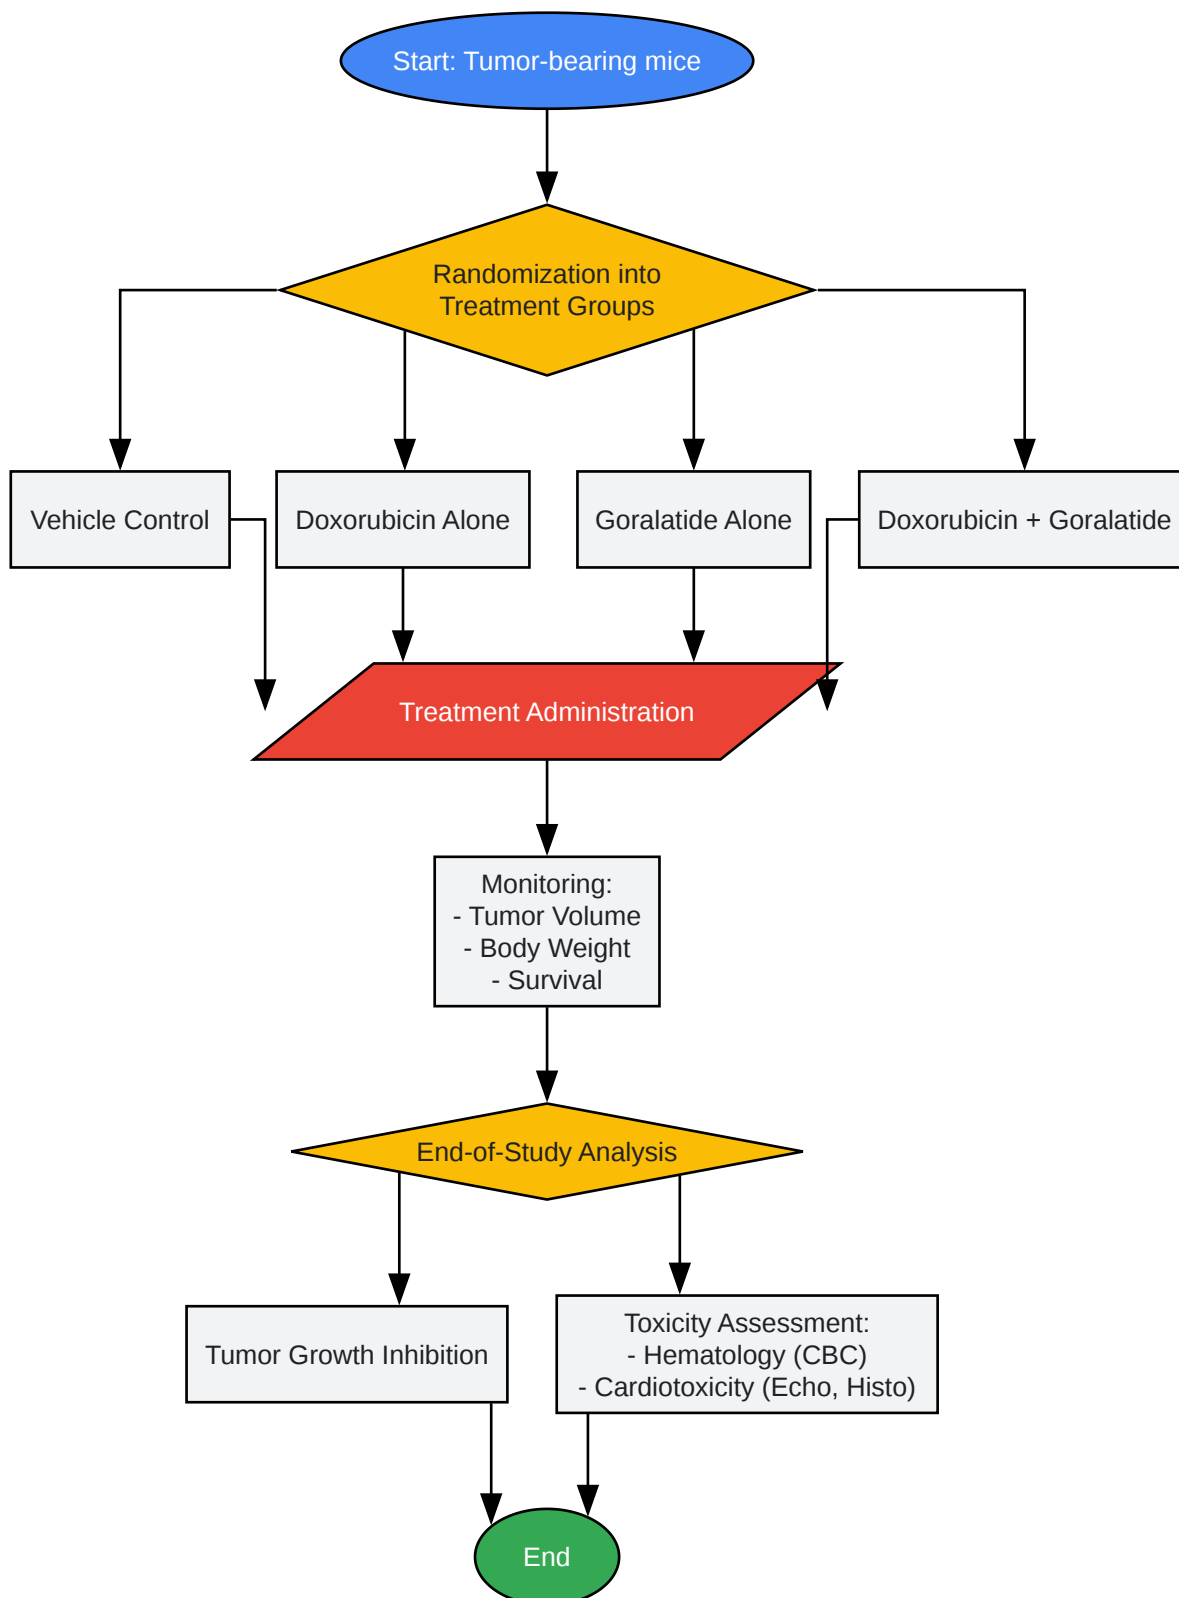 Start: Tumor-bearing mice
Randomization into
Treatment Groups
Vehicle Control
Doxorubicin Alone
Goralatide Alone
Doxorubicin + Goralatide
Treatment Administration
Monitoring:
- Tumor Volume
- Body Weight
- Survival
End-of-Study Analysis
Tumor Growth Inhibition
Toxicity Assessment:
- Hematology (CBC)
- Cardiotoxicity (Echo, Histo)
End